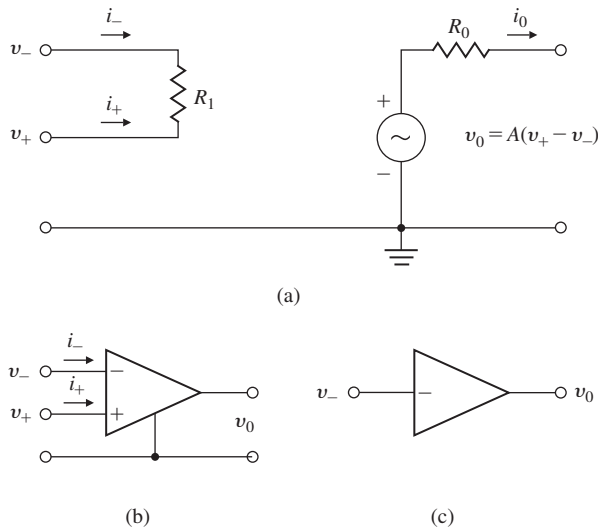 i₋ R₀ i₀
v₋
R₁
i₊
v₊
+
∼ v₀ = A(v₊ − v₋)
−
(a)
i₋
v₋ −
i₊
v₊ +
v₀
(b)
v₋ − v₀
(c)